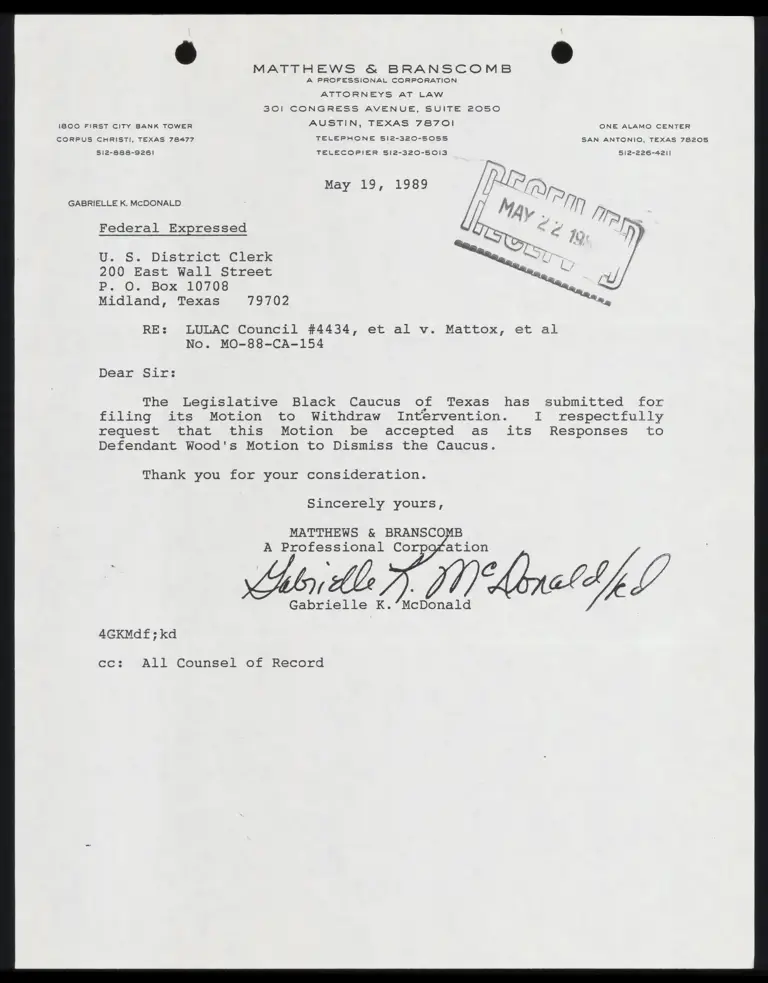 MATTHEWS & BRANSCOMB
A PROFESSIONAL CORPORATION
ATTORNEYS AT LAW
301 CONGRESS AVENUE, SUITE 2050
AUSTIN, TEXAS 78701
TELEPHONE 512-320-5055
TELECOPIER 512-320-5013
1800 FIRST CITY BANK TOWER
CORPUS CHRISTI, TEXAS 78477
512-888-9261
ONE ALAMO CENTER
SAN ANTONIO, TEXAS 78205
512-226-4211
May 19, 1989
RECEIVED
MAY 22 198
RECEIVED
GABRIELLE K. McDONALD
Federal Expressed
U. S. District Clerk
200 East Wall Street
P. O. Box 10708
Midland, Texas 79702
RE: LULAC Council #4434, et al v. Mattox, et al
No. MO-88-CA-154
Dear Sir:
The Legislative Black Caucus of Texas has submitted for
filing its Motion to Withdraw Intervention. I respectfully
request that this Motion be accepted as its Responses to
Defendant Wood's Motion to Dismiss the Caucus.
Thank you for your consideration.
Sincerely yours,
MATTHEWS & BRANSCOMB
A Professional Corporation
Gabrielle K. McDonald/kd
Gabrielle K. McDonald
4GKMdf;kd
cc: All Counsel of Record